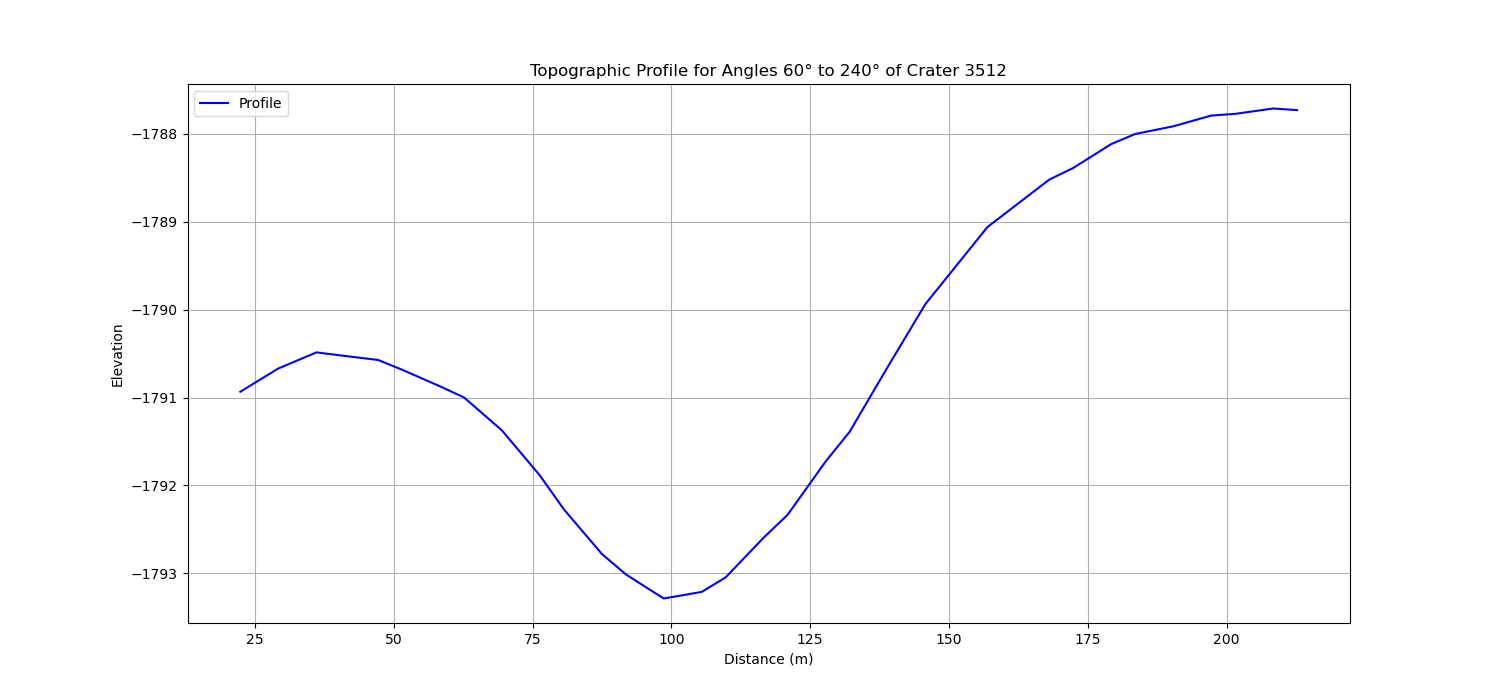 Topographic Profile for Angles 60° to 240° of Crater 3512
Profile
−1788
−1789
−1790
−1791
−1792
−1793
Elevation
25 50 75 100 125 150 175 200
Distance (m)